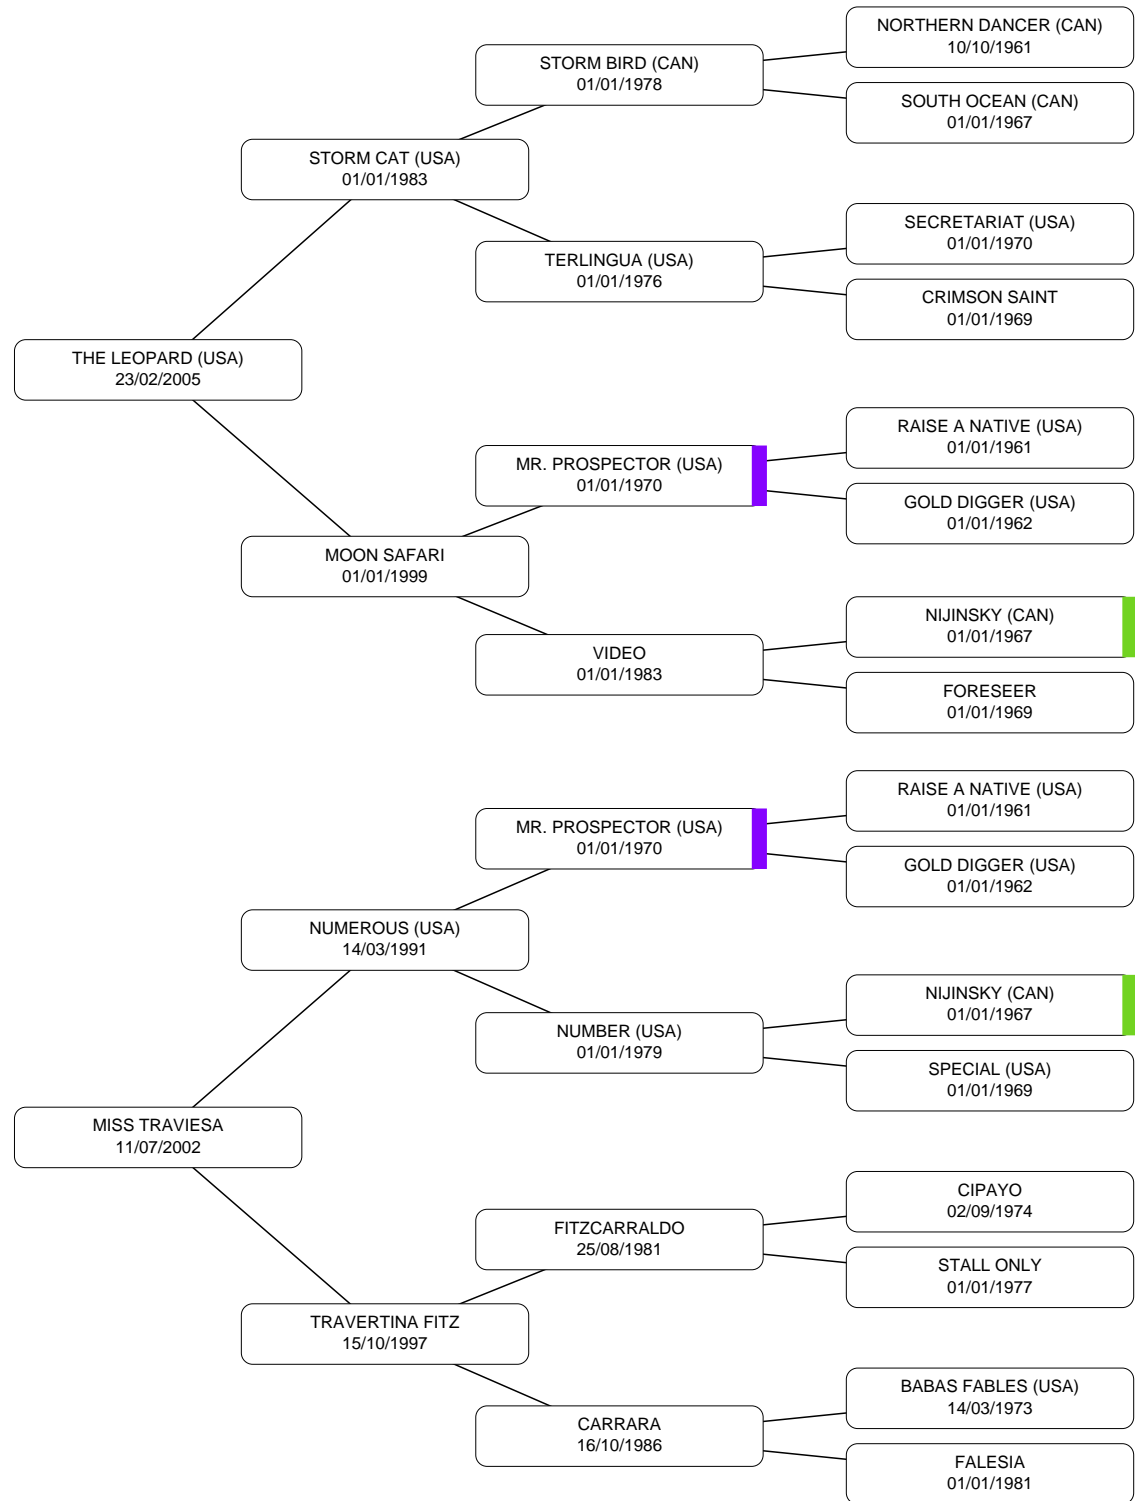 NORTHERN DANCER (CAN)
10/10/1961
STORM BIRD (CAN)
01/01/1978
SOUTH OCEAN (CAN)
01/01/1967
STORM CAT (USA)
01/01/1983
SECRETARIAT (USA)
01/01/1970
TERLINGUA (USA)
01/01/1976
CRIMSON SAINT
01/01/1969
THE LEOPARD (USA)
23/02/2005
RAISE A NATIVE (USA)
01/01/1961
MR. PROSPECTOR (USA)
01/01/1970
GOLD DIGGER (USA)
01/01/1962
MOON SAFARI
01/01/1999
NIJINSKY (CAN)
01/01/1967
VIDEO
01/01/1983
FORESEER
01/01/1969
RAISE A NATIVE (USA)
01/01/1961
MR. PROSPECTOR (USA)
01/01/1970
GOLD DIGGER (USA)
01/01/1962
NUMEROUS (USA)
14/03/1991
NIJINSKY (CAN)
01/01/1967
NUMBER (USA)
01/01/1979
SPECIAL (USA)
01/01/1969
MISS TRAVIESA
11/07/2002
CIPAYO
02/09/1974
FITZCARRALDO
25/08/1981
STALL ONLY
01/01/1977
TRAVERTINA FITZ
15/10/1997
BABAS FABLES (USA)
14/03/1973
CARRARA
16/10/1986
FALESIA
01/01/1981